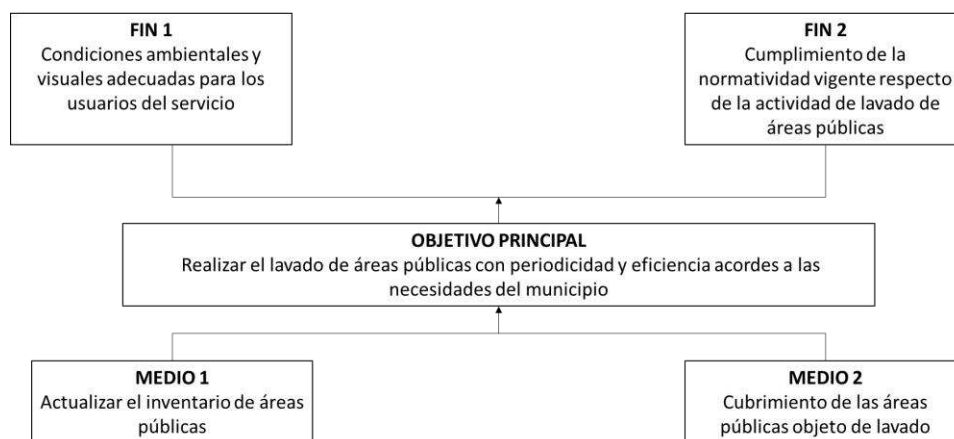 FIN 1
Condiciones ambientales y
visuales adecuadas para los
usuarios del servicio
FIN 2
Cumplimiento de la
normatividad vigente respecto
de la actividad de lavado de
áreas públicas
OBJETIVO PRINCIPAL
Realizar el lavado de áreas públicas con periodicidad y eficiencia acordes a las
necesidades del municipio
MEDIO 1
Actualizar el inventario de áreas
públicas
MEDIO 2
Cubrimiento de las áreas
públicas objeto de lavado